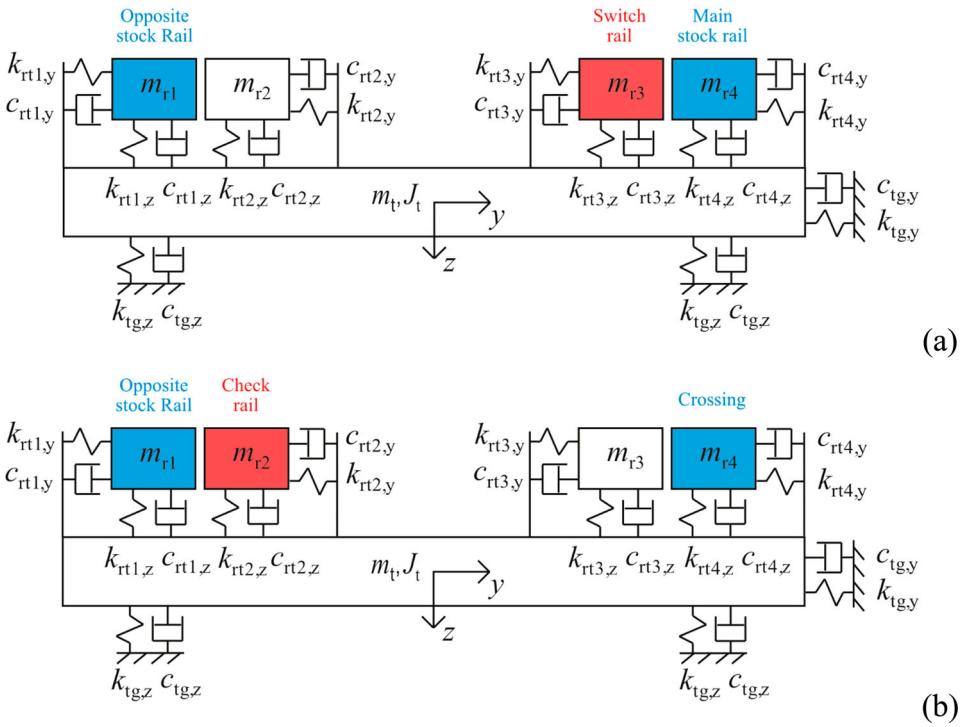 Opposite stock Rail
Switch rail
Main stock rail
k_rt1,y m_r1 m_r2 c_rt2,y k_rt3,y m_r3 m_r4 c_rt4,y
c_rt1,y k_rt2,y c_rt3,y k_rt4,y
k_rt1,z c_rt1,z k_rt2,z c_rt2,z m_t,J_t y k_rt3,z c_rt3,z k_rt4,z c_rt4,z c_tg,y
k_tg,y
z
k_tg,z c_tg,z k_tg,z c_tg,z
(a)
Opposite stock Rail
Check rail
Crossing
k_rt1,y m_r1 m_r2 c_rt2,y k_rt3,y m_r3 m_r4 c_rt4,y
c_rt1,y k_rt2,y c_rt3,y k_rt4,y
k_rt1,z c_rt1,z k_rt2,z c_rt2,z m_t,J_t y k_rt3,z c_rt3,z k_rt4,z c_rt4,z c_tg,y
k_tg,y
z
k_tg,z c_tg,z k_tg,z c_tg,z
(b)